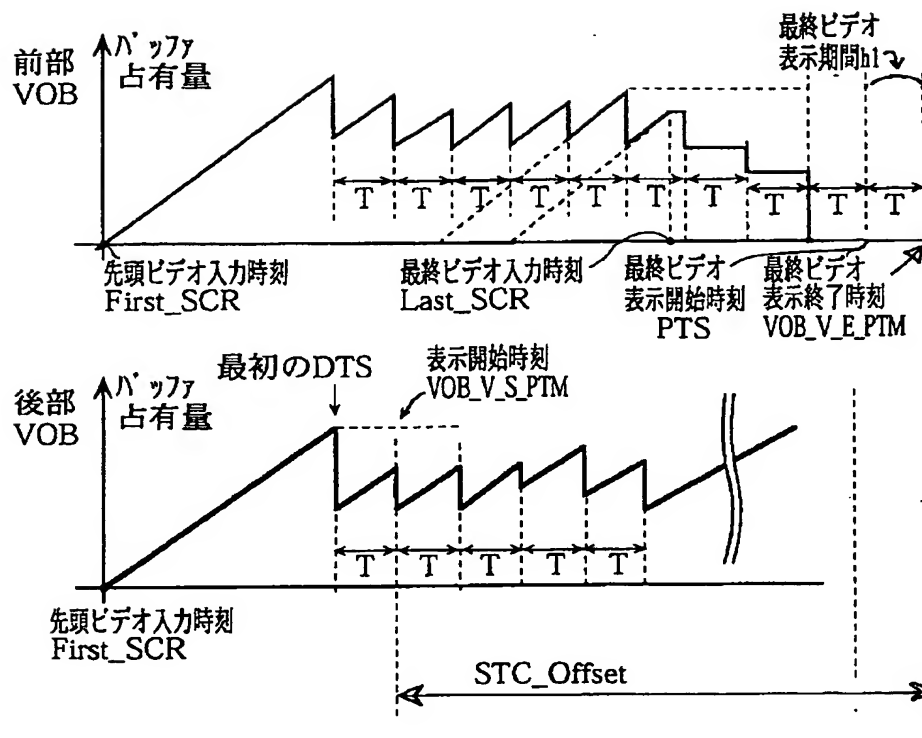 前部
VOB
バッファ
占有量
最終ビデオ
表示期間h1
T
T
T
T
T
T
T
T
T
T
先頭ビデオ入力時刻
First_SCR
最終ビデオ入力時刻
Last_SCR
最終ビデオ
表示開始時刻
PTS
最終ビデオ
表示終了時刻
VOB_V_E_PTM
後部
VOB
バッファ
占有量
最初のDTS
表示開始時刻
VOB_V_S_PTM
T
T
T
T
T
先頭ビデオ入力時刻
First_SCR
STC_Offset